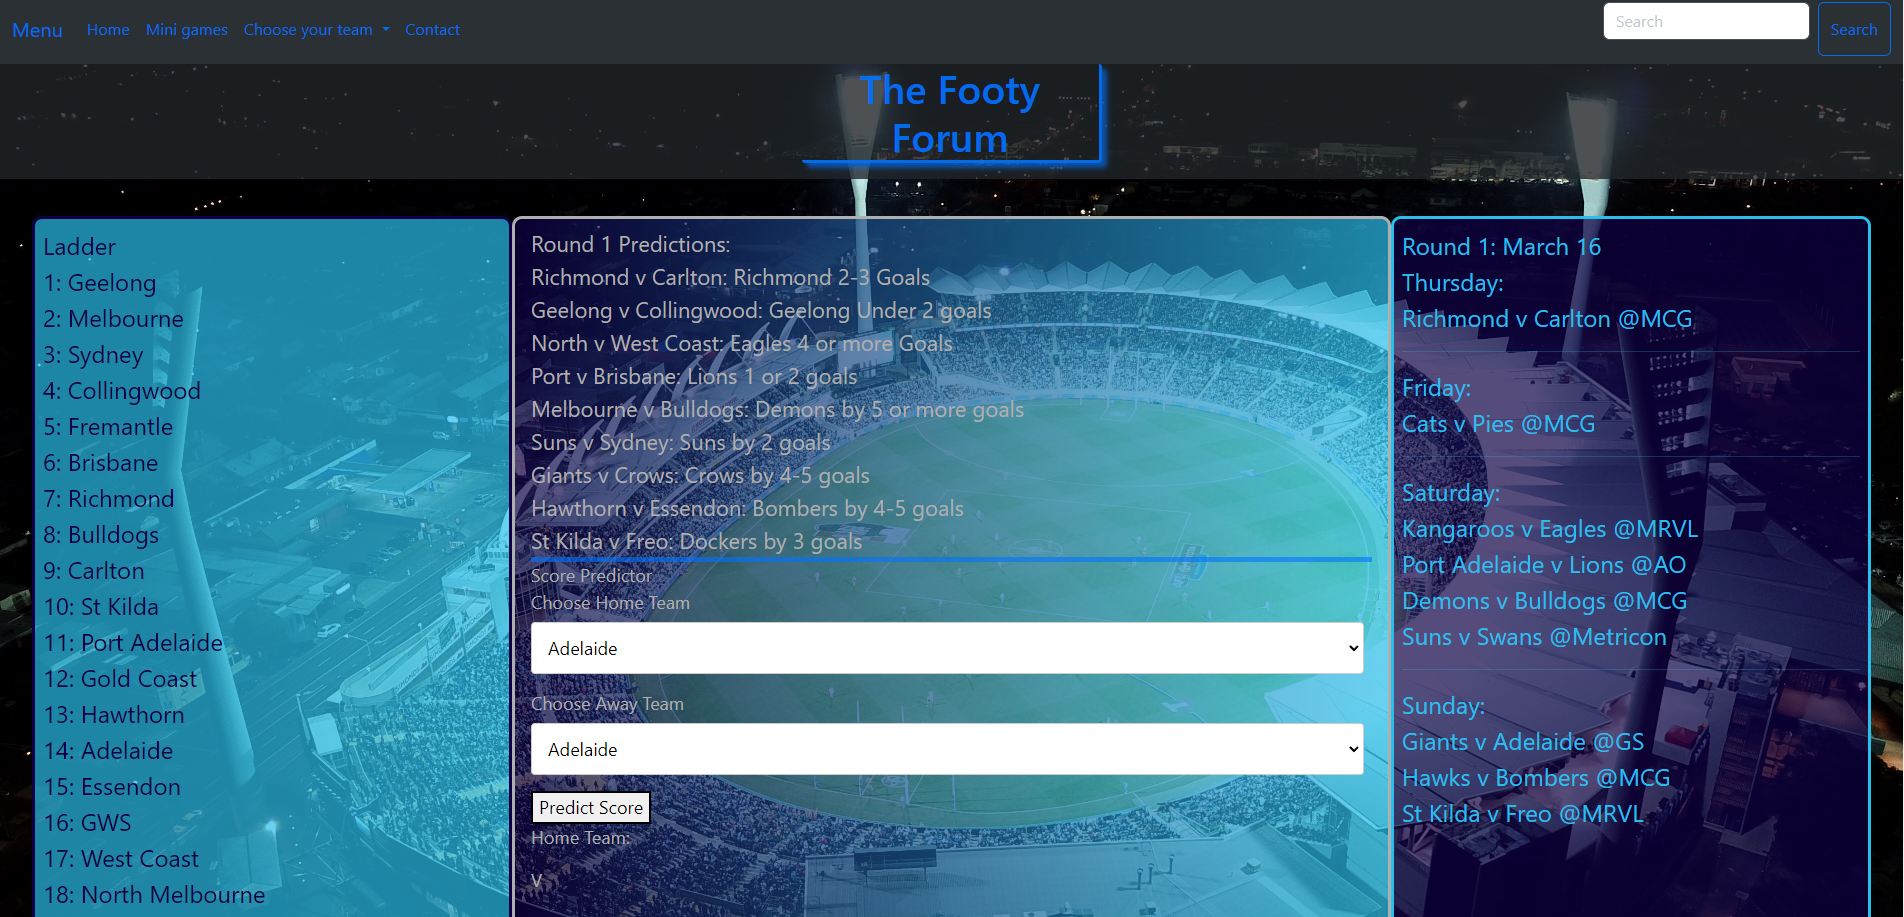 Menu
Home
Mini games
Choose your team
Contact
Search
Search
The Footy
Forum
Ladder
1: Geelong
2: Melbourne
3: Sydney
4: Collingwood
5: Fremantle
6: Brisbane
7: Richmond
8: Bulldogs
9: Carlton
10: St Kilda
11: Port Adelaide
12: Gold Coast
13: Hawthorn
14: Adelaide
15: Essendon
16: GWS
17: West Coast
18: North Melbourne
Round 1 Predictions:
Richmond v Carlton: Richmond 2-3 Goals
Geelong v Collingwood: Geelong Under 2 goals
North v West Coast: Eagles 4 or more Goals
Port v Brisbane: Lions 1 or 2 goals
Melbourne v Bulldogs: Demons by 5 or more goals
Suns v Sydney: Suns by 2 goals
Giants v Crows: Crows by 4-5 goals
Hawthorn v Essendon: Bombers by 4-5 goals
St Kilda v Freo: Dockers by 3 goals
Score Predictor
Choose Home Team
Adelaide
Choose Away Team
Adelaide
Predict Score
Home Team:
V
Round 1: March 16
Thursday:
Richmond v Carlton @MCG
Friday:
Cats v Pies @MCG
Saturday:
Kangaroos v Eagles @MRVL
Port Adelaide v Lions @AO
Demons v Bulldogs @MCG
Suns v Swans @Metricon
Sunday:
Giants v Adelaide @GS
Hawks v Bombers @MCG
St Kilda v Freo @MRVL